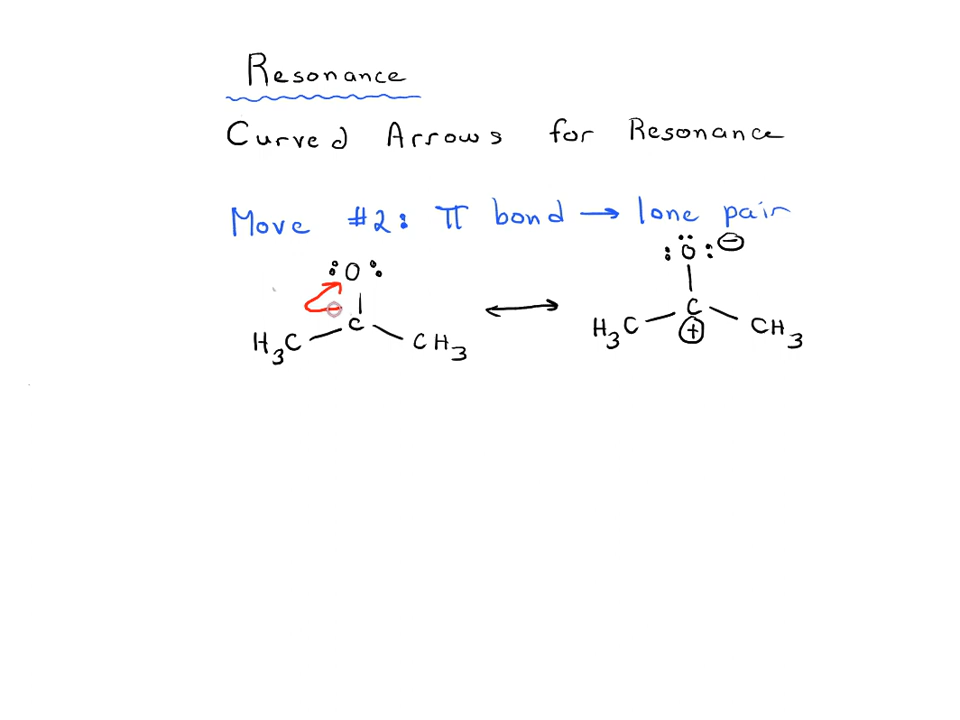 Resonance
Curved Arrows for Resonance
Move #2: π bond → lone pair
:O: ⟷ :Ö:⊖
H3C C CH3 H3C C⊕ CH3